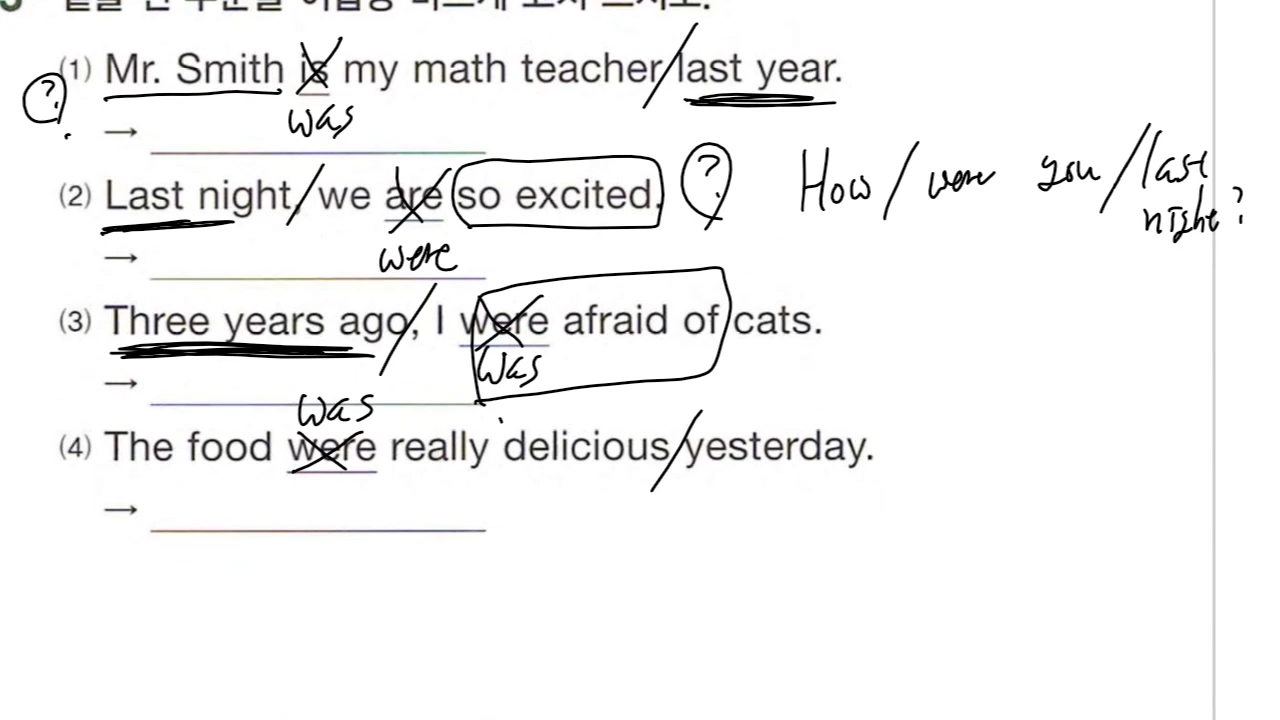 (1) Mr. Smith is my math teacher/last year.
?
→ was
(2) Last night,/we are so excited. ? How / were you / last night?
→ were
(3) Three years ago,/I were afraid of cats.
→ was
was
(4) The food were really delicious/yesterday.
→